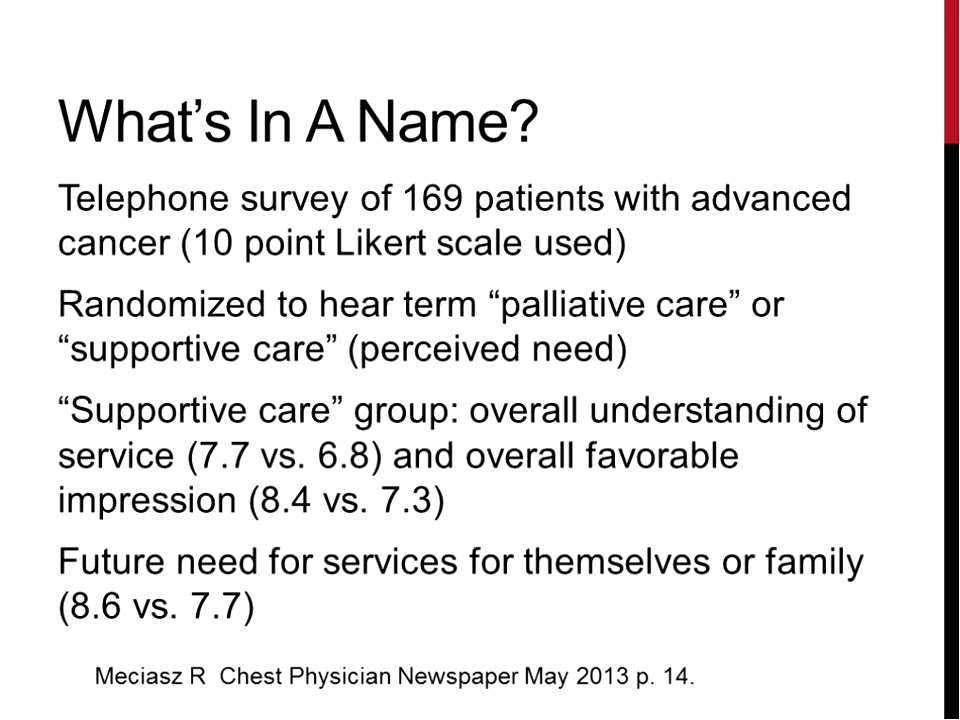 What’s In A Name?
Telephone survey of 169 patients with advanced
cancer (10 point Likert scale used)
Randomized to hear term “palliative care” or
“supportive care” (perceived need)
“Supportive care” group: overall understanding of
service (7.7 vs. 6.8) and overall favorable
impression (8.4 vs. 7.3)
Future need for services for themselves or family
(8.6 vs. 7.7)
Meciasz R  Chest Physician Newspaper May 2013 p. 14.